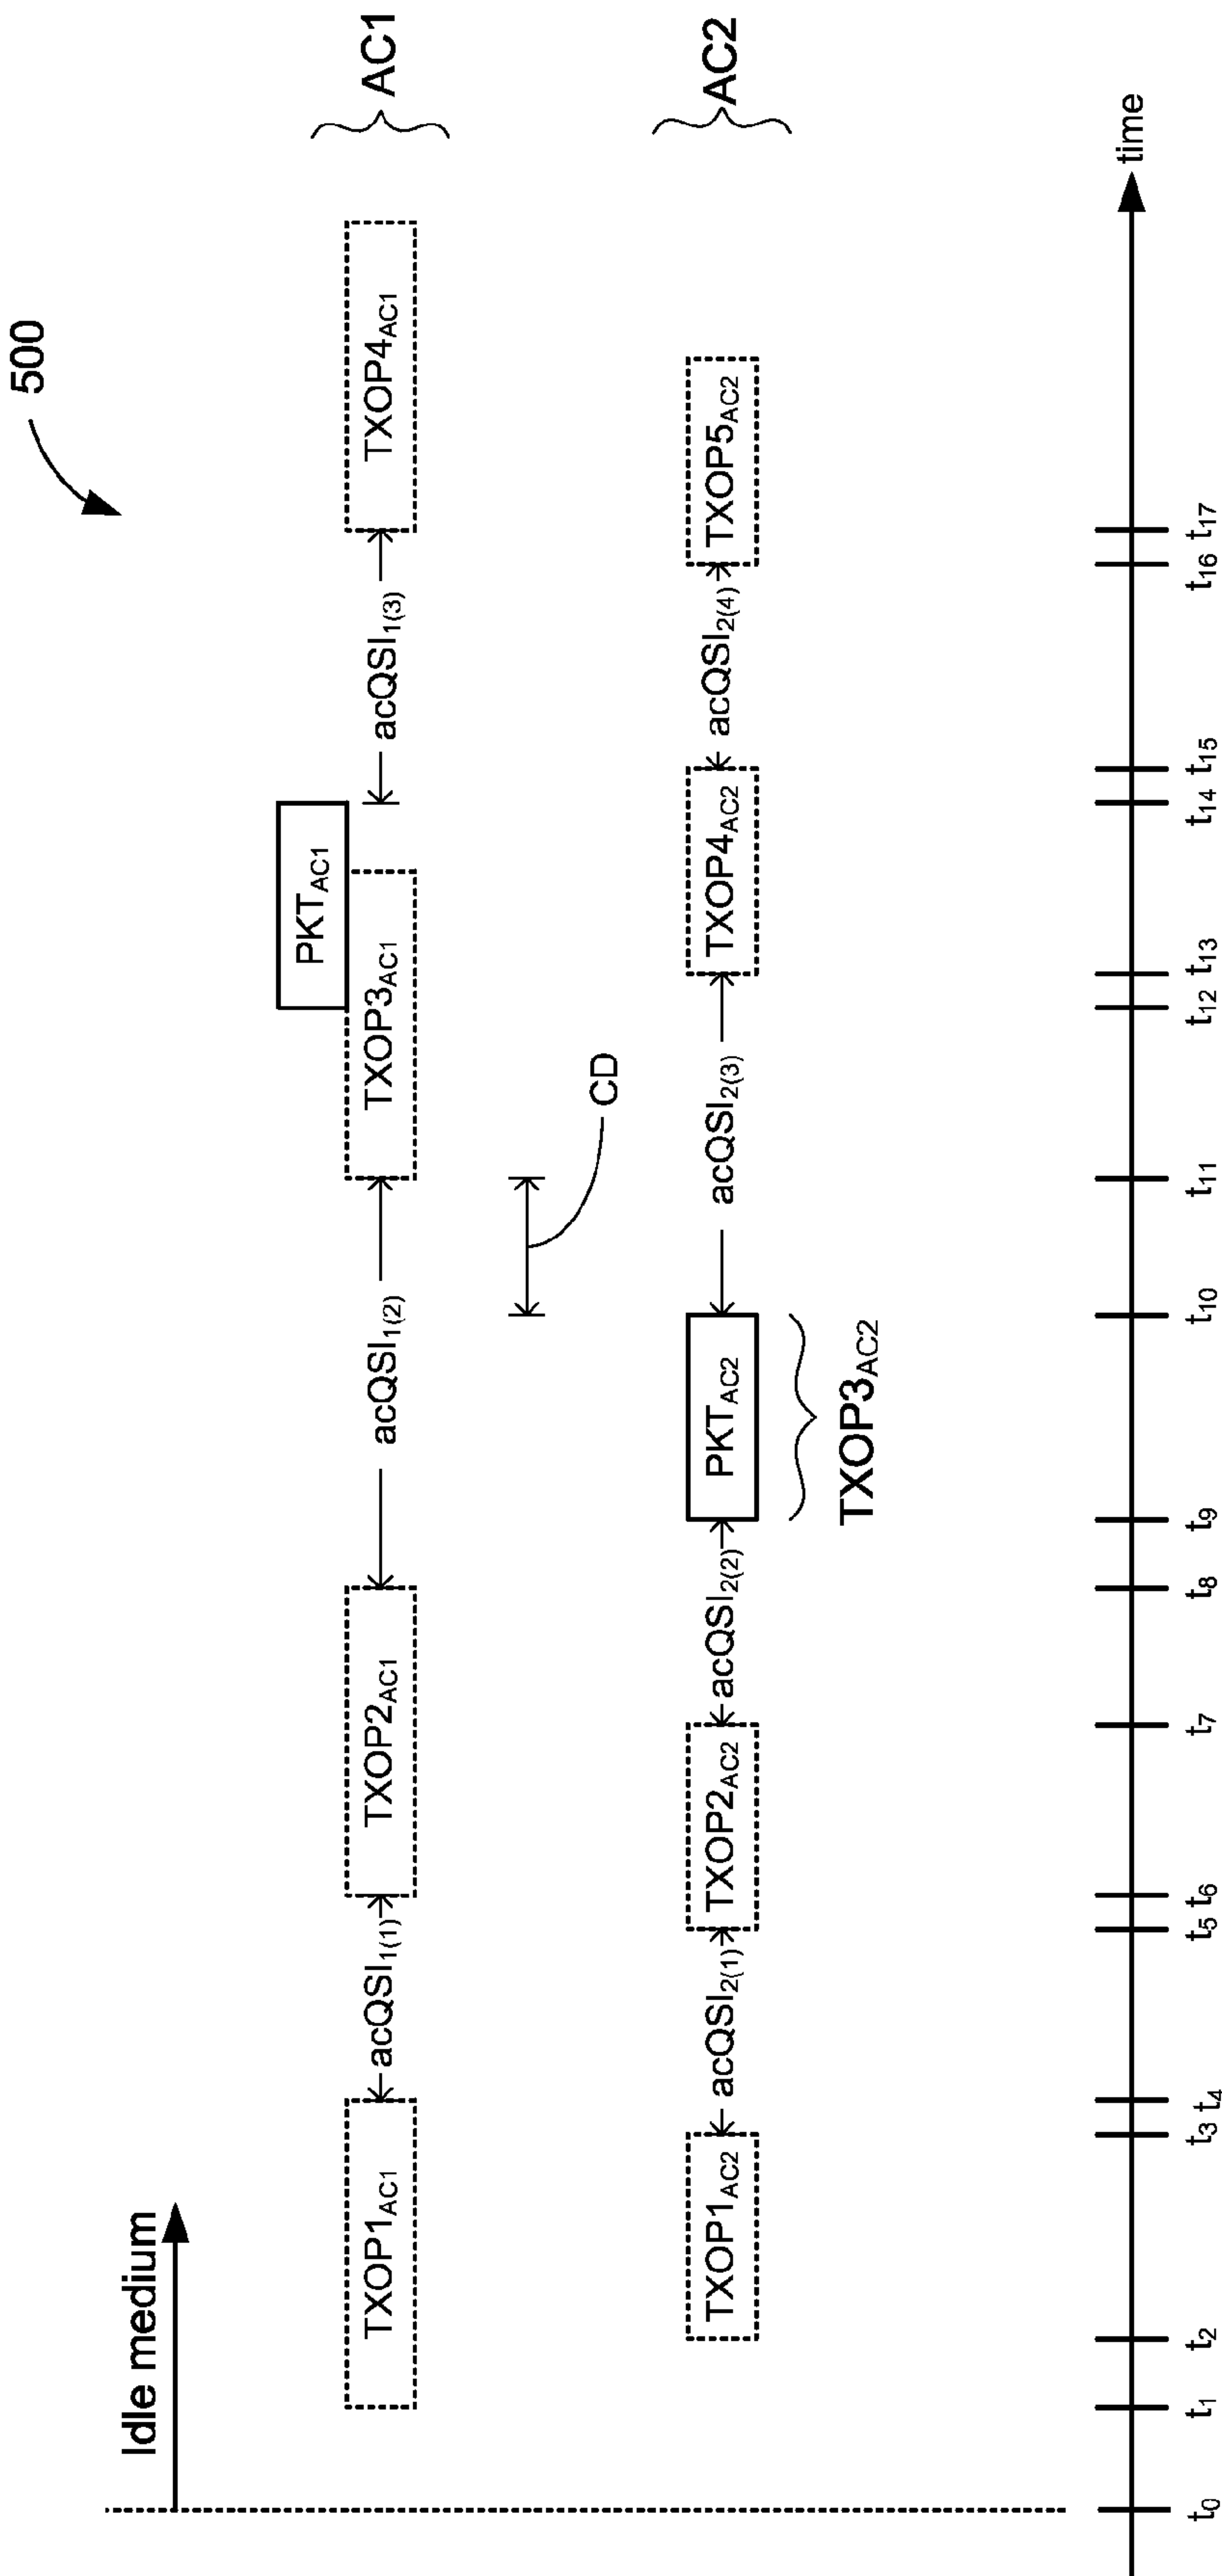 500
Idle medium
TXOP1AC1
acQSI1(1)
TXOP2AC1
acQSI1(2)
TXOP3AC1
PKTAC1
acQSI1(3)
TXOP4AC1
AC1
CD
TXOP1AC2
acQSI2(1)
TXOP2AC2
acQSI2(2)
PKTAC2
TXOP3AC2
acQSI2(3)
TXOP4AC2
acQSI2(4)
TXOP5AC2
AC2
time
t0 t1 t2 t3 t4 t5 t6 t7 t8 t9 t10 t11 t12 t13 t14 t15 t16 t17